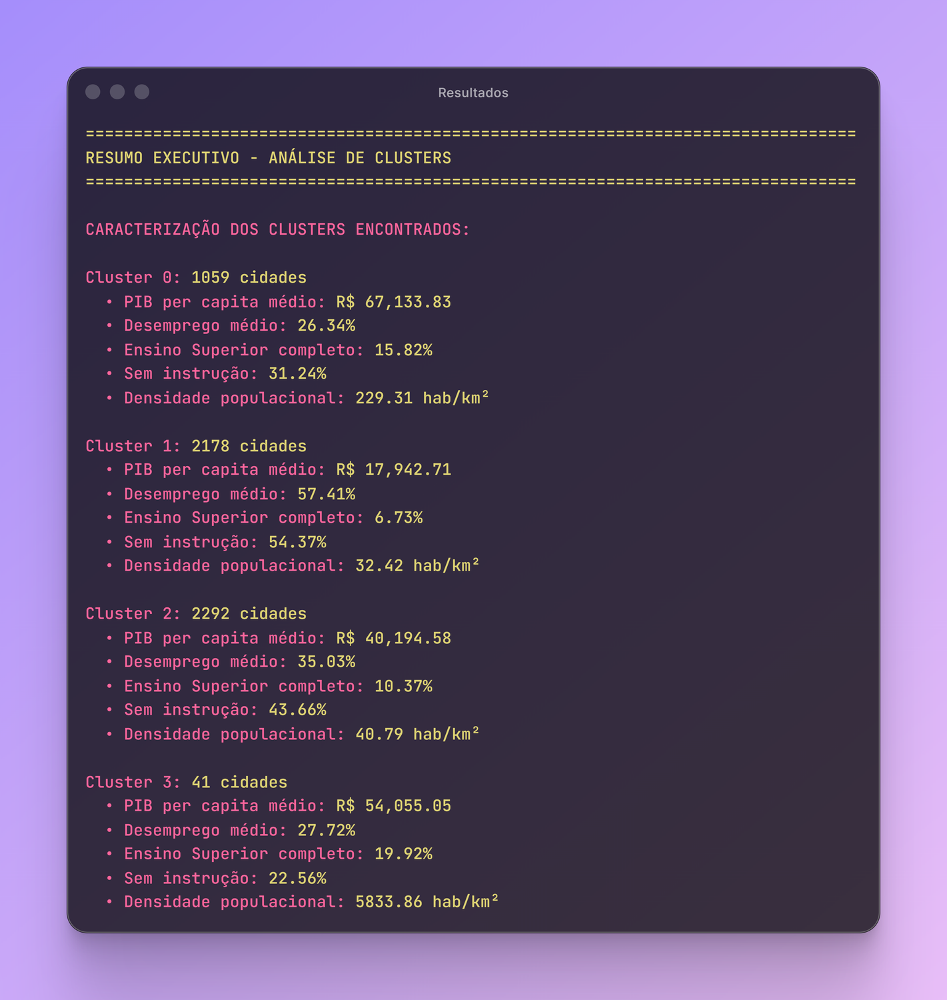 Resultados
================================================================================
RESUMO EXECUTIVO - ANÁLISE DE CLUSTERS
================================================================================
CARACTERIZAÇÃO DOS CLUSTERS ENCONTRADOS:
Cluster 0: 1059 cidades
• PIB per capita médio: R$ 67,133.83
• Desemprego médio: 26.34%
• Ensino Superior completo: 15.82%
• Sem instrução: 31.24%
• Densidade populacional: 229.31 hab/km²
Cluster 1: 2178 cidades
• PIB per capita médio: R$ 17,942.71
• Desemprego médio: 57.41%
• Ensino Superior completo: 6.73%
• Sem instrução: 54.37%
• Densidade populacional: 32.42 hab/km²
Cluster 2: 2292 cidades
• PIB per capita médio: R$ 40,194.58
• Desemprego médio: 35.03%
• Ensino Superior completo: 10.37%
• Sem instrução: 43.66%
• Densidade populacional: 40.79 hab/km²
Cluster 3: 41 cidades
• PIB per capita médio: R$ 54,055.05
• Desemprego médio: 27.72%
• Ensino Superior completo: 19.92%
• Sem instrução: 22.56%
• Densidade populacional: 5833.86 hab/km²